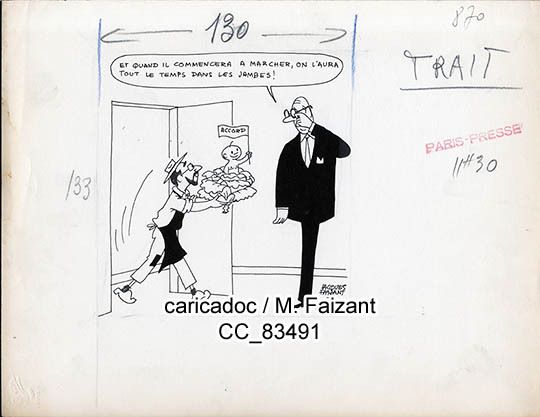 130
870
ET QUAND IL COMMENCERA A MARCHER, ON L'AURA
TOUT LE TEMPS DANS LES JAMBES!
TRAIT
ACCORD
PARIS-PRESSE
11H30
133
JACQUES
FAIZANT
caricadoc / M. Faizant
CC_83491